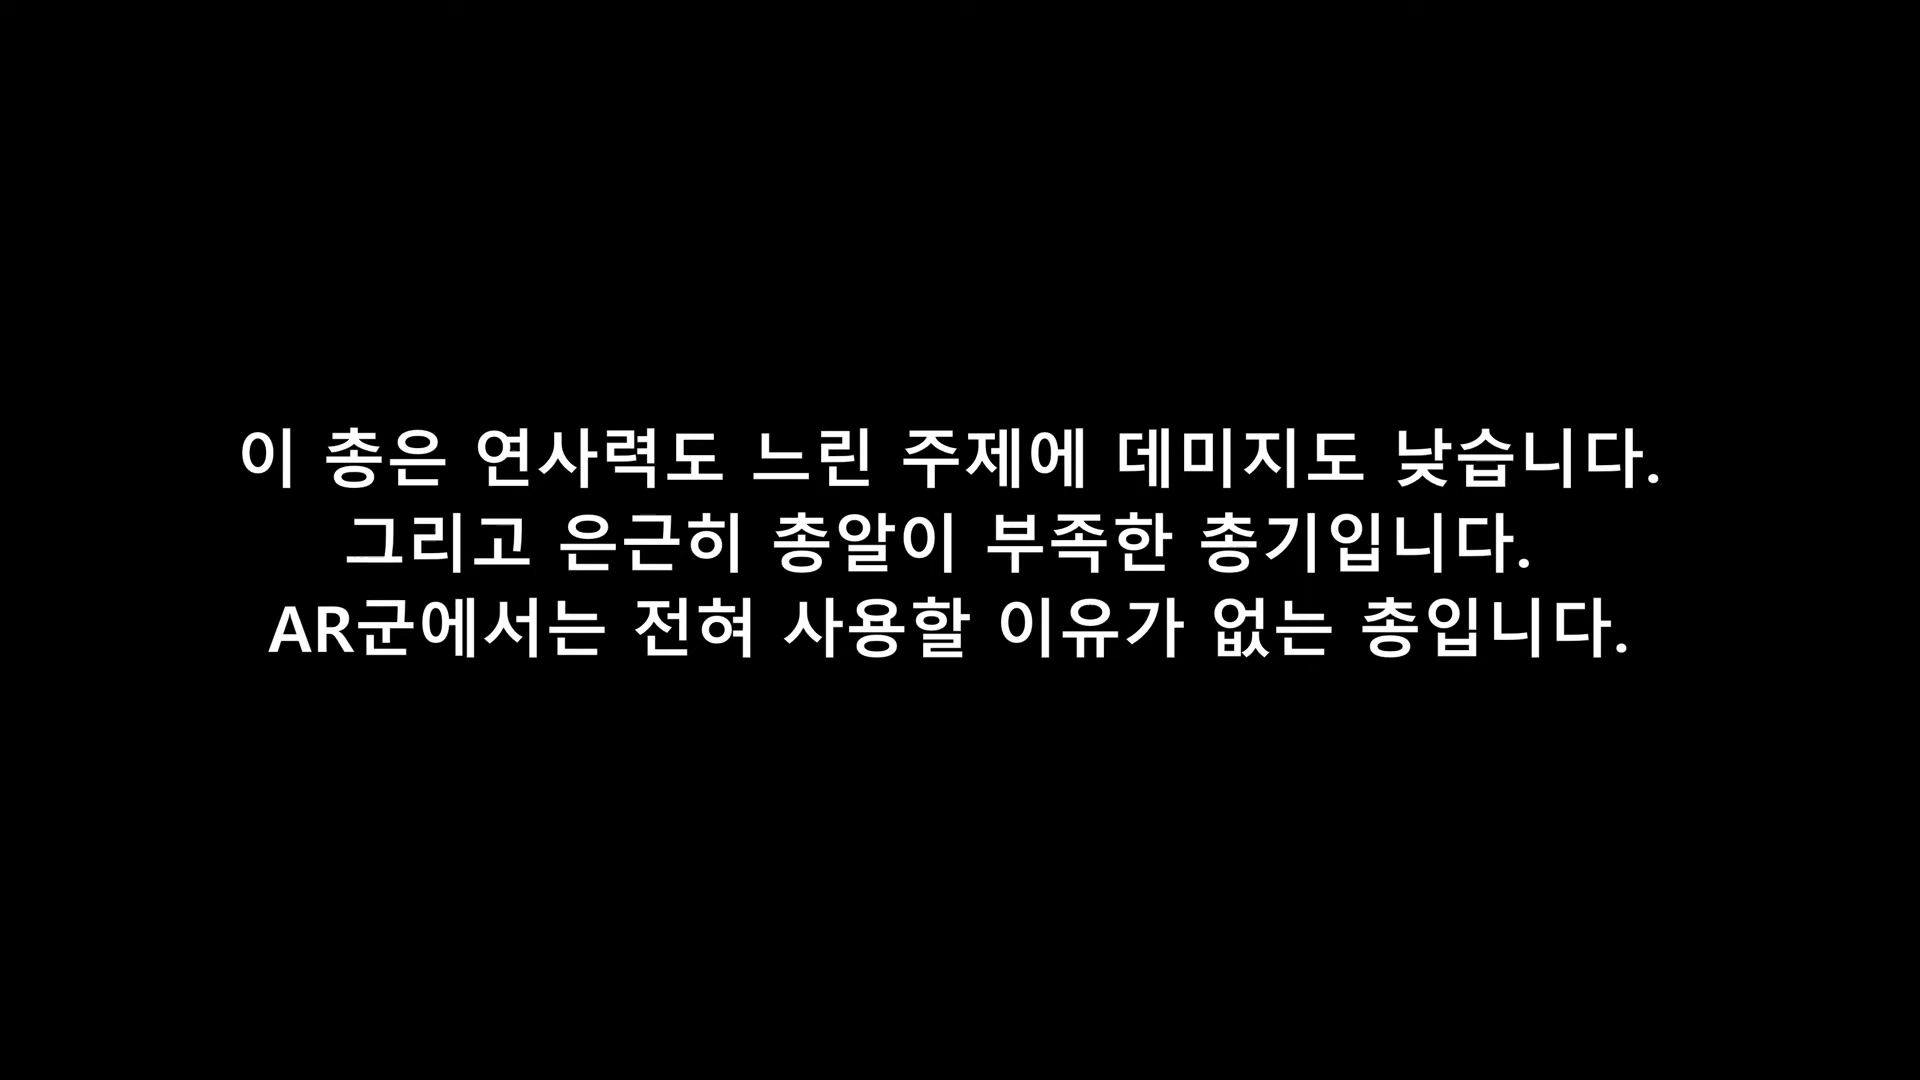 이 총은 연사력도 느린 주제에 데미지도 낮습니다.
그리고 은근히 총알이 부족한 총기입니다.
AR군에서는 전혀 사용할 이유가 없는 총입니다.